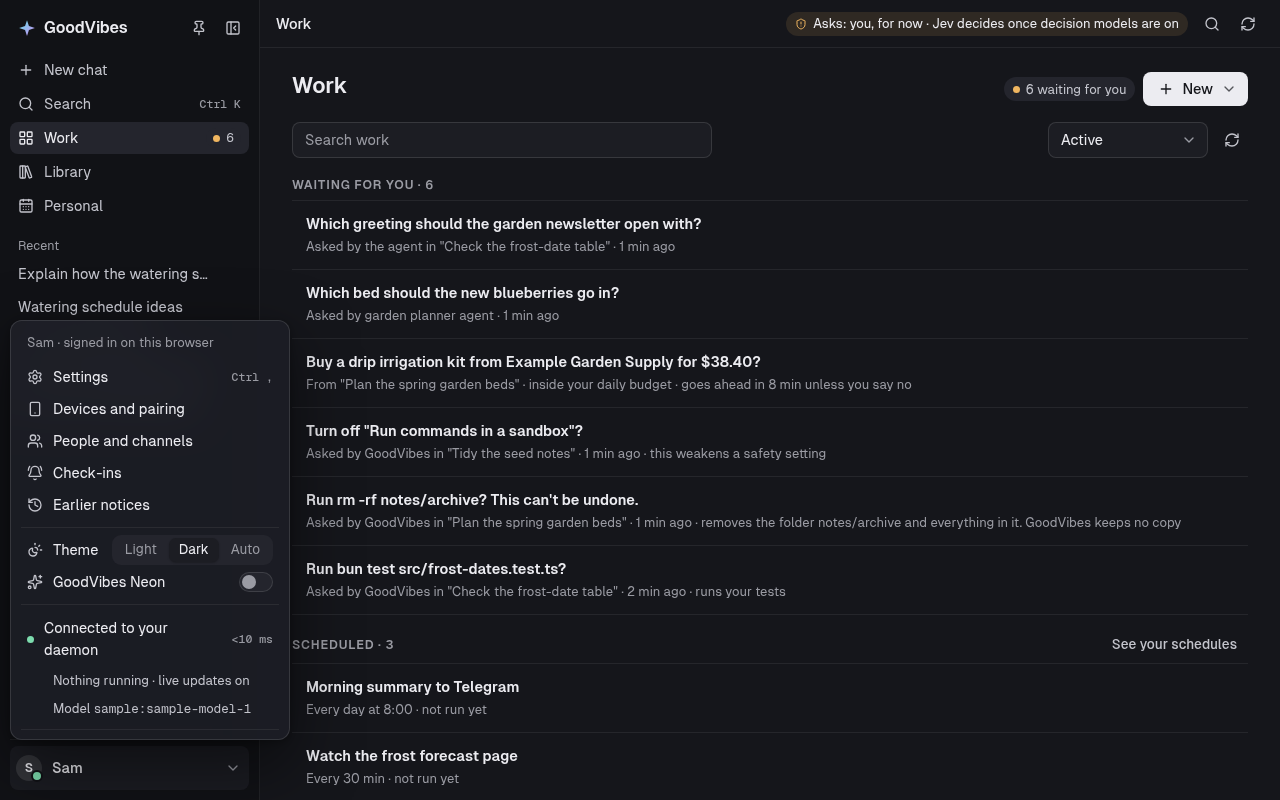 GoodVibes
New chat
Search Ctrl K
Work 6
Library
Personal
Recent
Explain how the watering s…
Watering schedule ideas
Sam · signed in on this browser
Settings Ctrl ,
Devices and pairing
People and channels
Check-ins
Earlier notices
Theme Light Dark Auto
GoodVibes Neon
Connected to your
daemon
<10 ms
Nothing running · live updates on
Model sample:sample-model-1
S Sam
Work
Asks: you, for now · Jev decides once decision models are on
Work
6 waiting for you
New
Search work
Active
WAITING FOR YOU · 6
Which greeting should the garden newsletter open with?
Asked by the agent in "Check the frost-date table" · 1 min ago
Which bed should the new blueberries go in?
Asked by garden planner agent · 1 min ago
Buy a drip irrigation kit from Example Garden Supply for $38.40?
From "Plan the spring garden beds" · inside your daily budget · goes ahead in 8 min unless you say no
Turn off "Run commands in a sandbox"?
Asked by GoodVibes in "Tidy the seed notes" · 1 min ago · this weakens a safety setting
Run rm -rf notes/archive? This can't be undone.
Asked by GoodVibes in "Plan the spring garden beds" · 1 min ago · removes the folder notes/archive and everything in it. GoodVibes keeps no copy
Run bun test src/frost-dates.test.ts?
Asked by GoodVibes in "Check the frost-date table" · 2 min ago · runs your tests
SCHEDULED · 3
See your schedules
Morning summary to Telegram
Every day at 8:00 · not run yet
Watch the frost forecast page
Every 30 min · not run yet